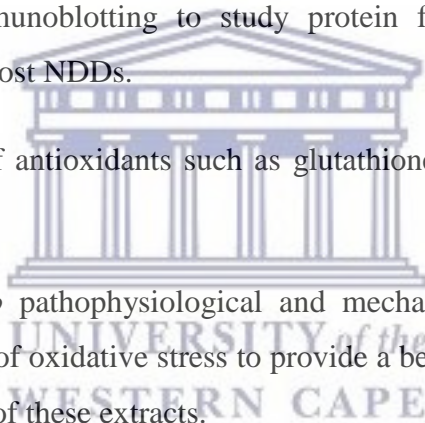 munoblotting to study protein f
ost NDDs.
f antioxidants such as glutathione
pathophysiological and mecha
UNIVERSITY of the
of oxidative stress to provide a be
WESTERN CAPE
of these extracts.